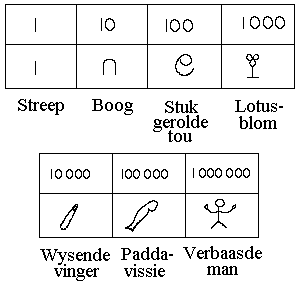 1 10 100 1000
1
Streep Boog Stuk Lotus-
gerolde blom
tou
10 000 100 000 1 000 000
Wysende Padda- Verbaasde
vinger vissie man